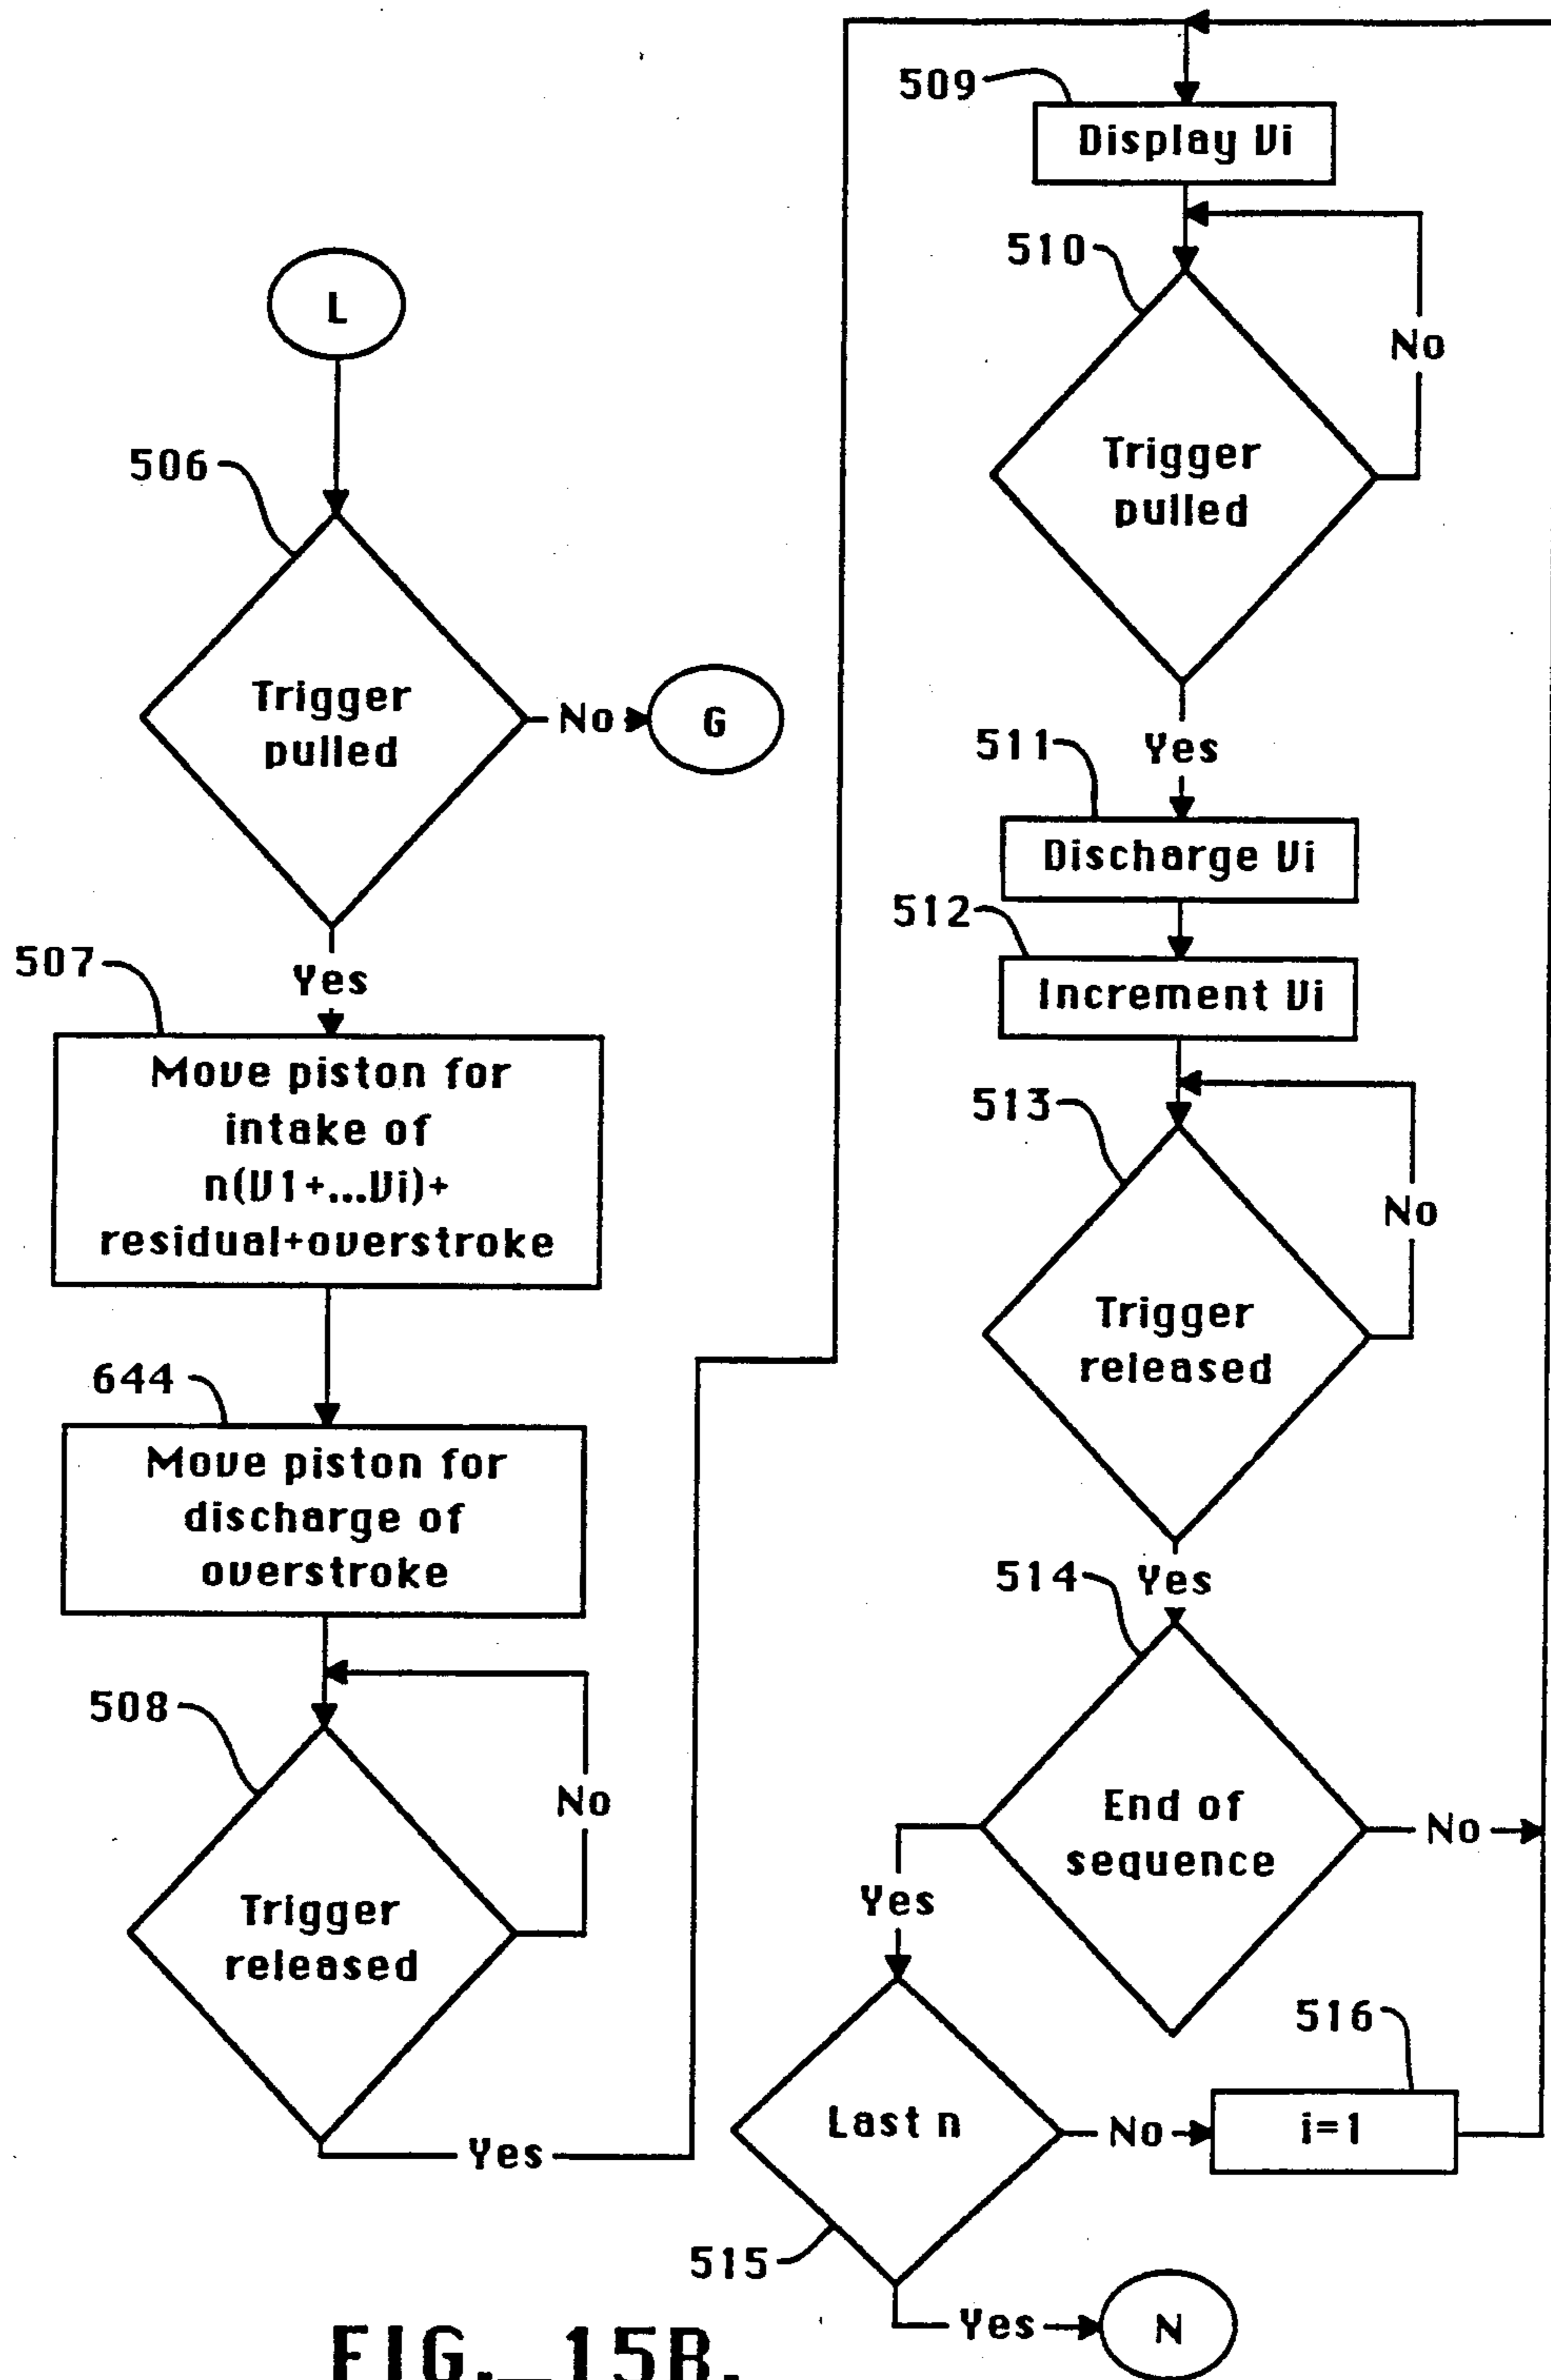 L
506
Trigger
pulled
No
G
507
Yes
Move piston for
intake of
n(V1+...Vi)+
residual+overstroke
644
Move piston for
discharge of
overstroke
508
No
Trigger
released
Yes
509
Display Vi
510
No
Trigger
pulled
511
Yes
Discharge Vi
512
Increment Vi
513
No
Trigger
released
514
Yes
End of
sequence
No
Yes
516
Last n
No
i=1
515
Yes
N
FIG._15B.